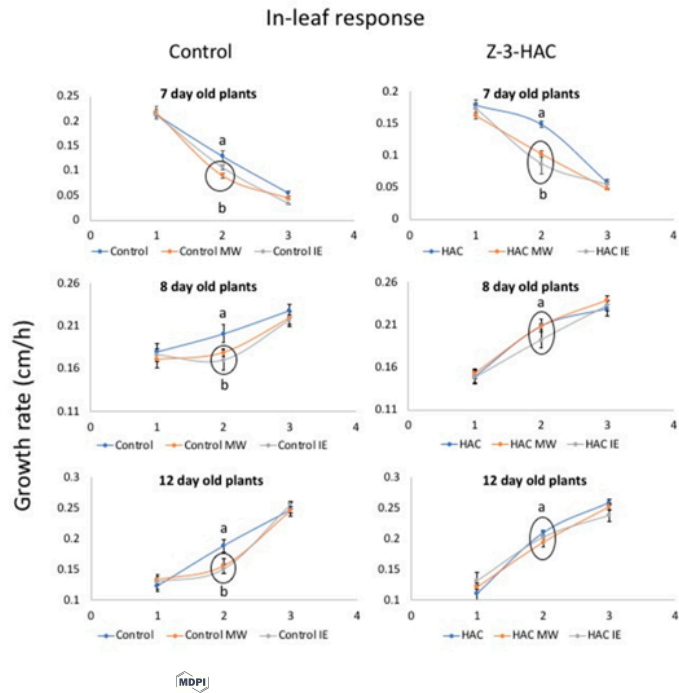 In-leaf response
Control
Z-3-HAC
Growth rate (cm/h)
7 day old plants
0.25
0.2
0.15
0.1
0.05
0
a
b
0 1 2 3 4
Control Control MW Control IE
7 day old plants
0.2
0.15
0.1
0.05
0
a
b
0 1 2 3 4
HAC HAC MW HAC IE
8 day old plants
0.26
0.21
0.16
0.11
a
b
0 1 2 3 4
Control Control MW Control IE
8 day old plants
0.26
0.21
0.16
0.11
a
0 1 2 3 4
HAC HAC MW HAC IE
12 day old plants
0.3
0.25
0.2
0.15
0.1
a
b
0 1 2 3 4
Control Control MW Control IE
12 day old plants
0.3
0.25
0.2
0.15
0.1
a
0 1 2 3 4
HAC HAC MW HAC IE
MDPI